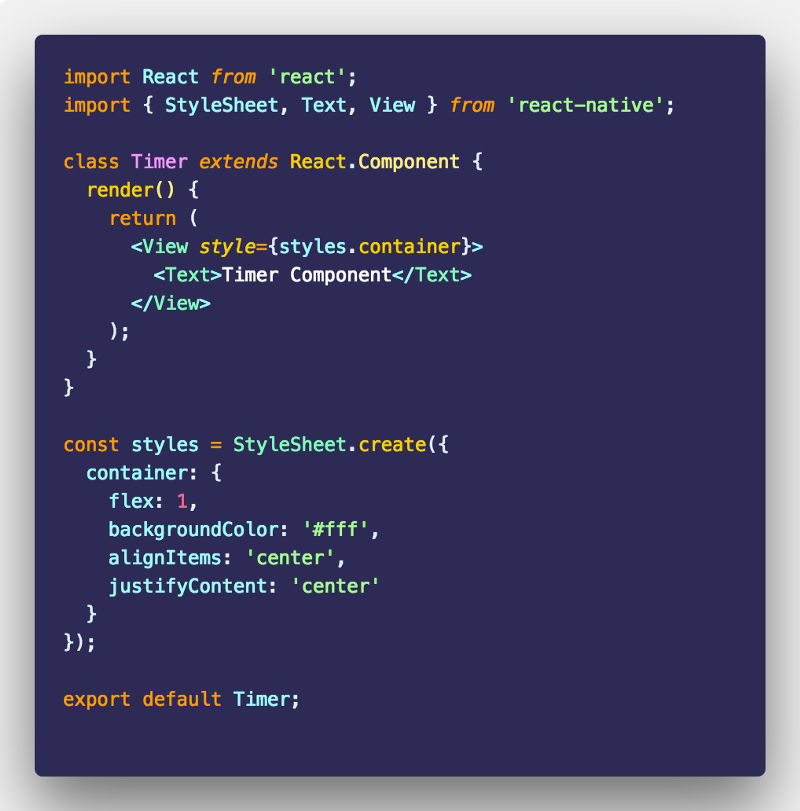 import React from 'react';
import { StyleSheet, Text, View } from 'react-native';

class Timer extends React.Component {
  render() {
    return (
      <View style={styles.container}>
        <Text>Timer Component</Text>
      </View>
    );
  }
}

const styles = StyleSheet.create({
  container: {
    flex: 1,
    backgroundColor: '#fff',
    alignItems: 'center',
    justifyContent: 'center'
  }
});

export default Timer;